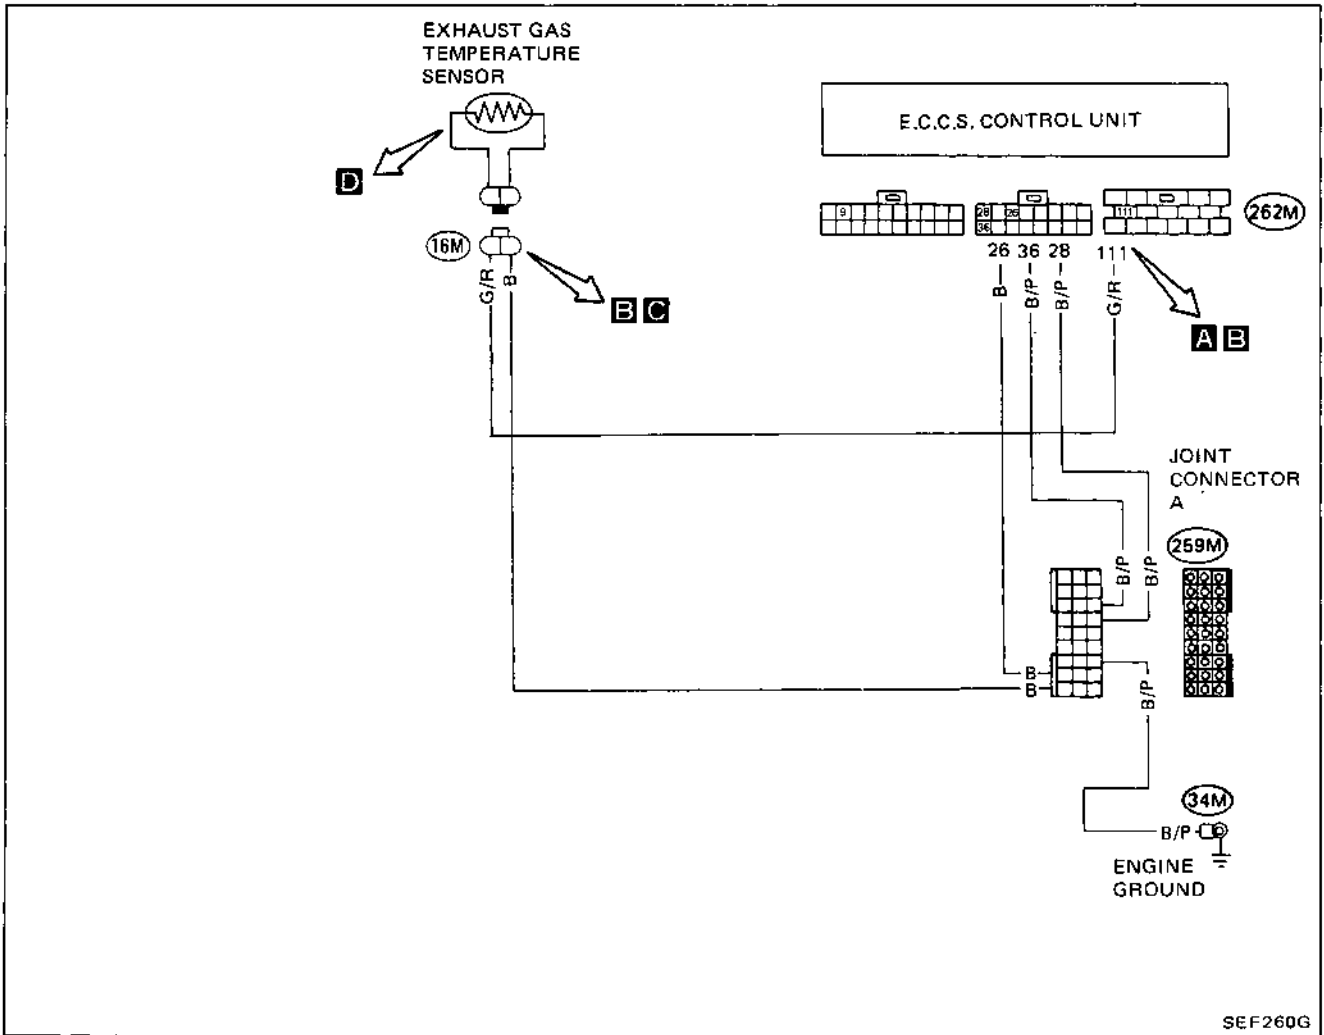 EXHAUST GAS
TEMPERATURE
SENSOR
E.C.C.S. CONTROL UNIT
D
9
28
26
36
111
262M
16M
26 36 28 111
G/R
B
B
B/P
B/P
G/R
B C
A B
JOINT
CONNECTOR
A
259M
B/P
B/P
B
B
B/P
34M
B/P
ENGINE
GROUND
SEF260G